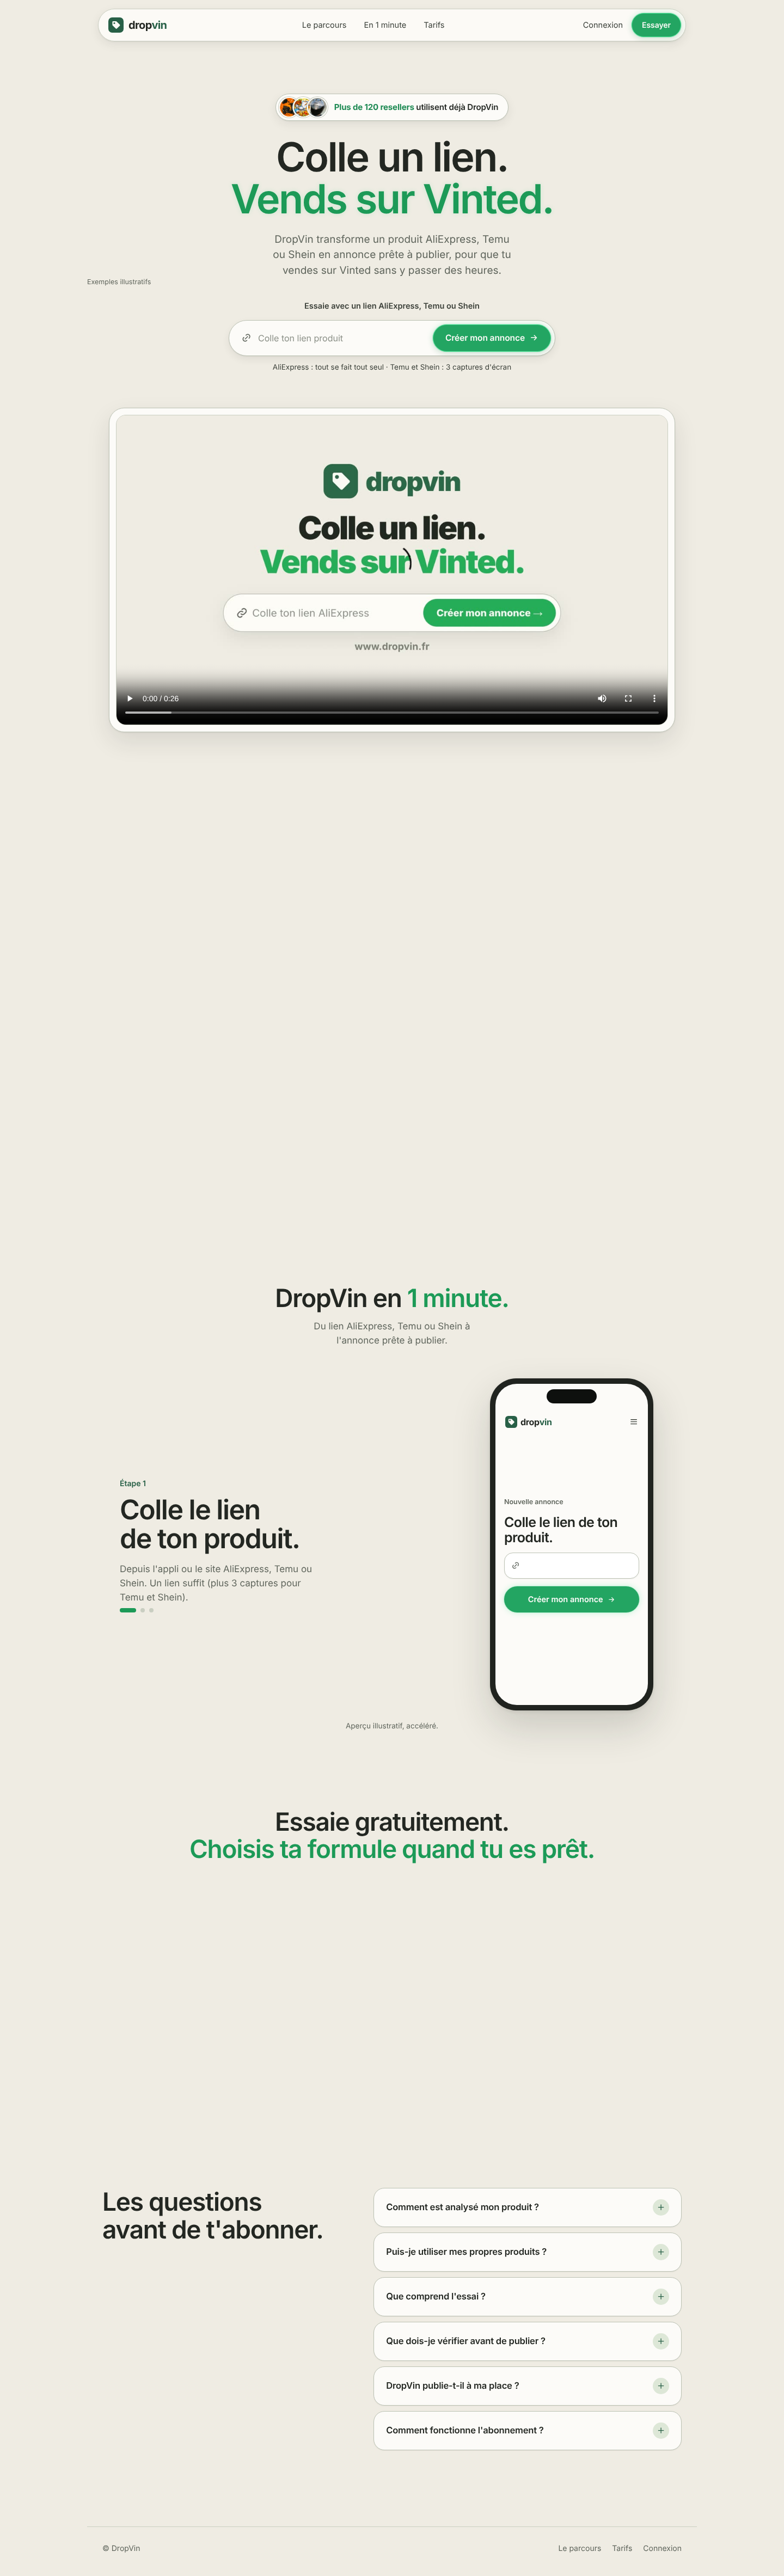 dropvin
Le parcours
En 1 minute
Tarifs
Connexion
Essayer
Plus de 120 resellers utilisent déjà DropVin
Colle un lien.
Vends sur Vinted.
DropVin transforme un produit AliExpress, Temu
ou Shein en annonce prête à publier, pour que tu
vendes sur Vinted sans y passer des heures.
Exemples illustratifs
Essaie avec un lien AliExpress, Temu ou Shein
Colle ton lien produit
Créer mon annonce →
AliExpress : tout se fait tout seul · Temu et Shein : 3 captures d'écran
dropvin
Colle un lien.
Vends sur Vinted.
Colle ton lien AliExpress
Créer mon annonce →
www.dropvin.fr
0:00 / 0:26
DropVin en 1 minute.
Du lien AliExpress, Temu ou Shein à
l'annonce prête à publier.
Étape 1
Colle le lien
de ton produit.
Depuis l'appli ou le site AliExpress, Temu ou
Shein. Un lien suffit (plus 3 captures pour
Temu et Shein).
dropvin
Nouvelle annonce
Colle le lien de ton
produit.
Créer mon annonce →
Aperçu illustratif, accéléré.
Essaie gratuitement.
Choisis ta formule quand tu es prêt.
Les questions
avant de t'abonner.
Comment est analysé mon produit ?
Puis-je utiliser mes propres produits ?
Que comprend l'essai ?
Que dois-je vérifier avant de publier ?
DropVin publie-t-il à ma place ?
Comment fonctionne l'abonnement ?
© DropVin
Le parcours
Tarifs
Connexion